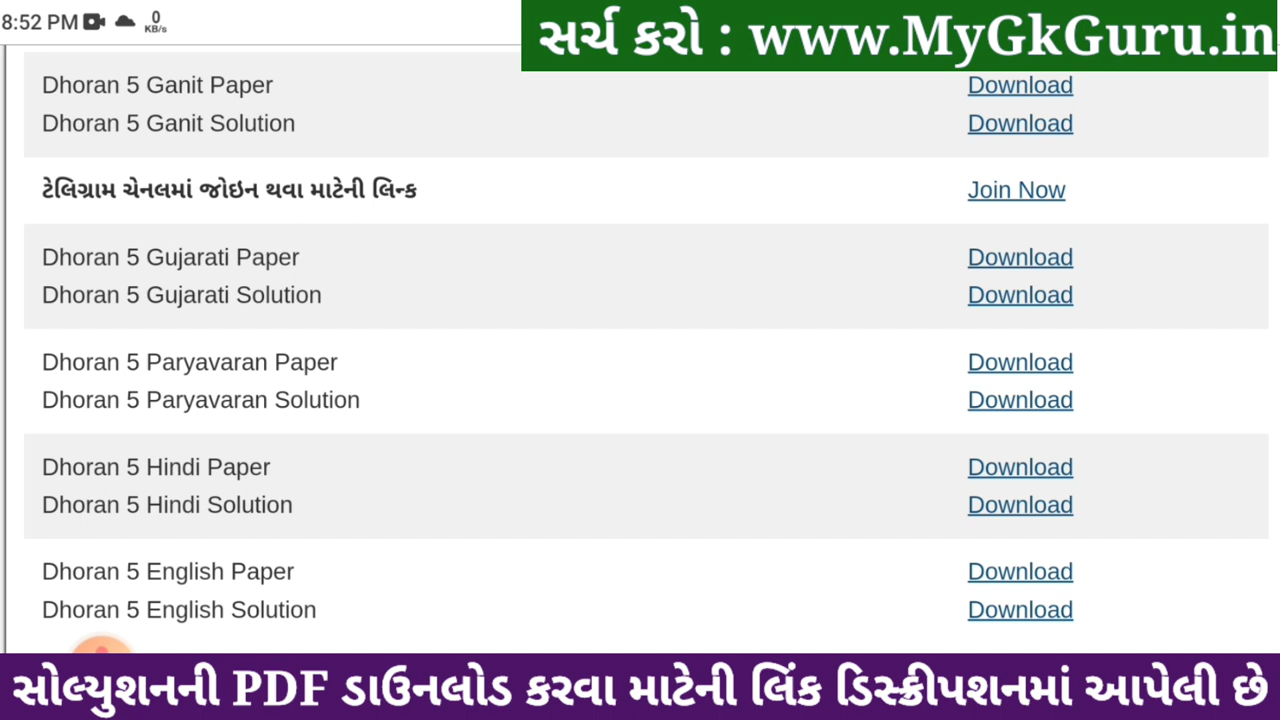 8:52 PM 0 KB/s
સર્ચ કરો : www.MyGkGuru.in
Dhoran 5 Ganit Paper Download
Dhoran 5 Ganit Solution Download
ટેલિગ્રામ ચેનલમાં જોઇન થવા માટેની લિન્ક Join Now
Dhoran 5 Gujarati Paper Download
Dhoran 5 Gujarati Solution Download
Dhoran 5 Paryavaran Paper Download
Dhoran 5 Paryavaran Solution Download
Dhoran 5 Hindi Paper Download
Dhoran 5 Hindi Solution Download
Dhoran 5 English Paper Download
Dhoran 5 English Solution Download
સોલ્યુશનની PDF ડાઉનલોડ કરવા માટેની લિંક ડિસ્ક્રીપશનમાં આપેલી છે